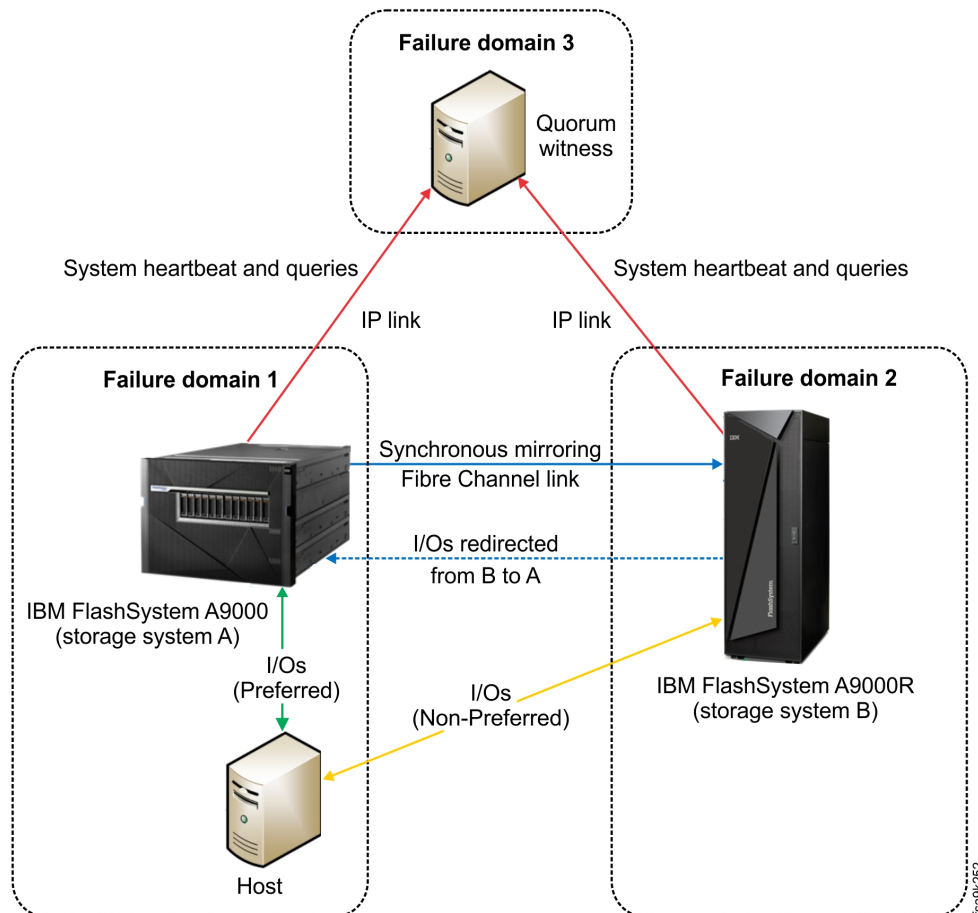 Failure domain 3
Quorum
witness
System heartbeat and queries
System heartbeat and queries
IP link
IP link
Failure domain 1
Failure domain 2
Synchronous mirroring
Fibre Channel link
I/Os redirected
from B to A
IBM FlashSystem A9000
(storage system A)
I/Os
(Preferred)
I/Os
(Non-Preferred)
IBM
FlashSystem
IBM FlashSystem A9000R
(storage system B)
Host